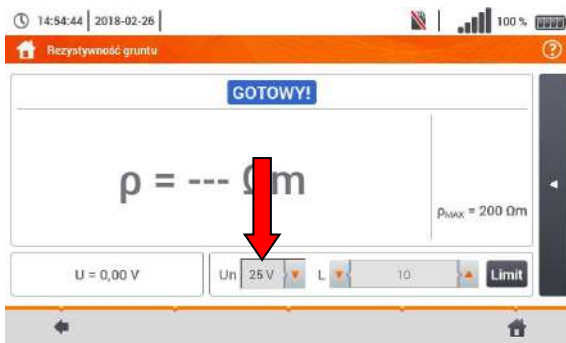 14:54:44 2018-02-26 100 %
Rezystywność gruntu ?
GOTOWY!
ρ = --- Ωm
ρMAX = 200 Ωm
U = 0,00 V Un 25 V L 10 Limit